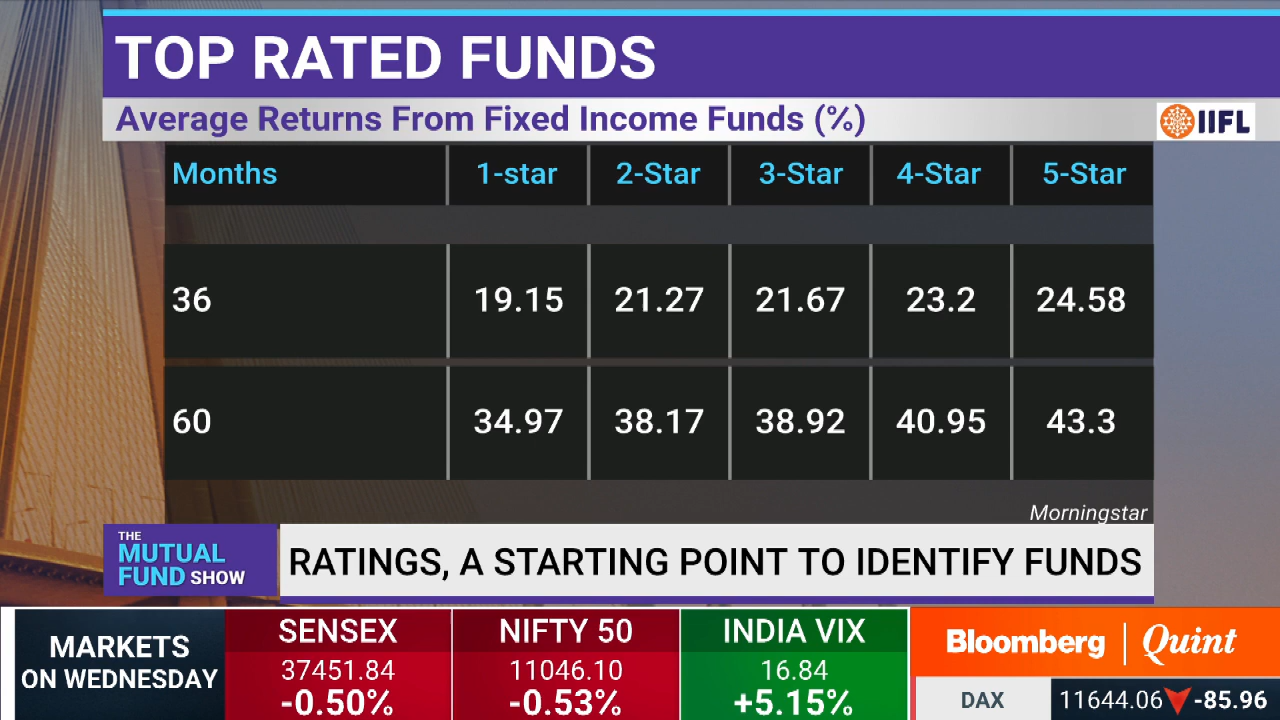 TOP RATED FUNDS
Average Returns From Fixed Income Funds (%)
IIFL
Months 1-star 2-Star 3-Star 4-Star 5-Star
36 19.15 21.27 21.67 23.2 24.58
60 34.97 38.17 38.92 40.95 43.3
Morningstar
THE
MUTUAL
FUND SHOW
RATINGS, A STARTING POINT TO IDENTIFY FUNDS
MARKETS
ON WEDNESDAY
SENSEX
37451.84
-0.50%
NIFTY 50
11046.10
-0.53%
INDIA VIX
16.84
+5.15%
Bloomberg | Quint
DAX 11644.06 -85.96